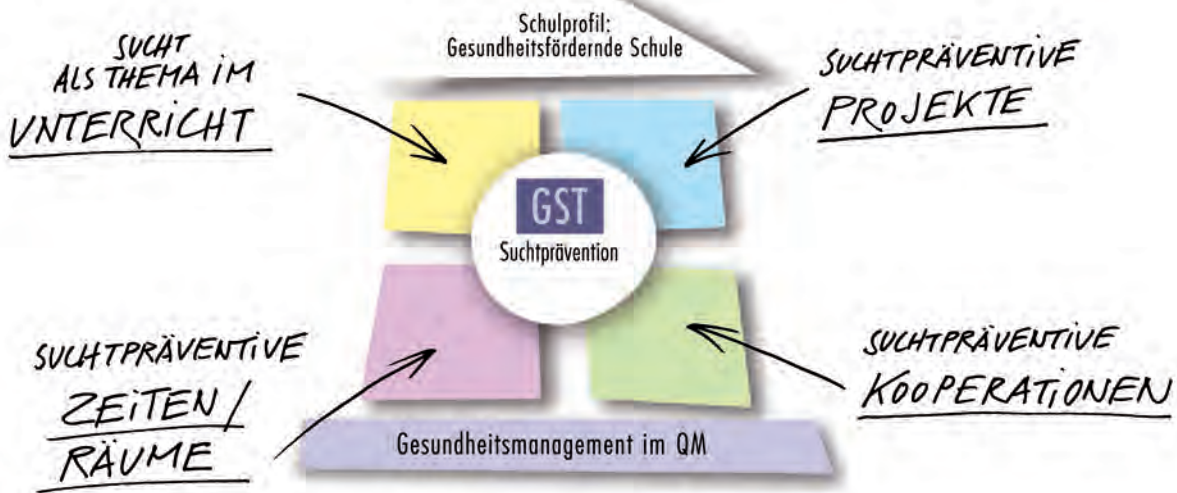 Schulprofil:
Gesundheitsfördernde Schule
SUCHT
ALS THEMA IM
UNTERRICHT
SUCHTPRÄVENTIVE
PROJEKTE
GST
Suchtprävention
SUCHTPRÄVENTIVE
ZEITEN /
RÄUME
SUCHTPRÄVENTIVE
KOOPERATIONEN
Gesundheitsmanagement im QM